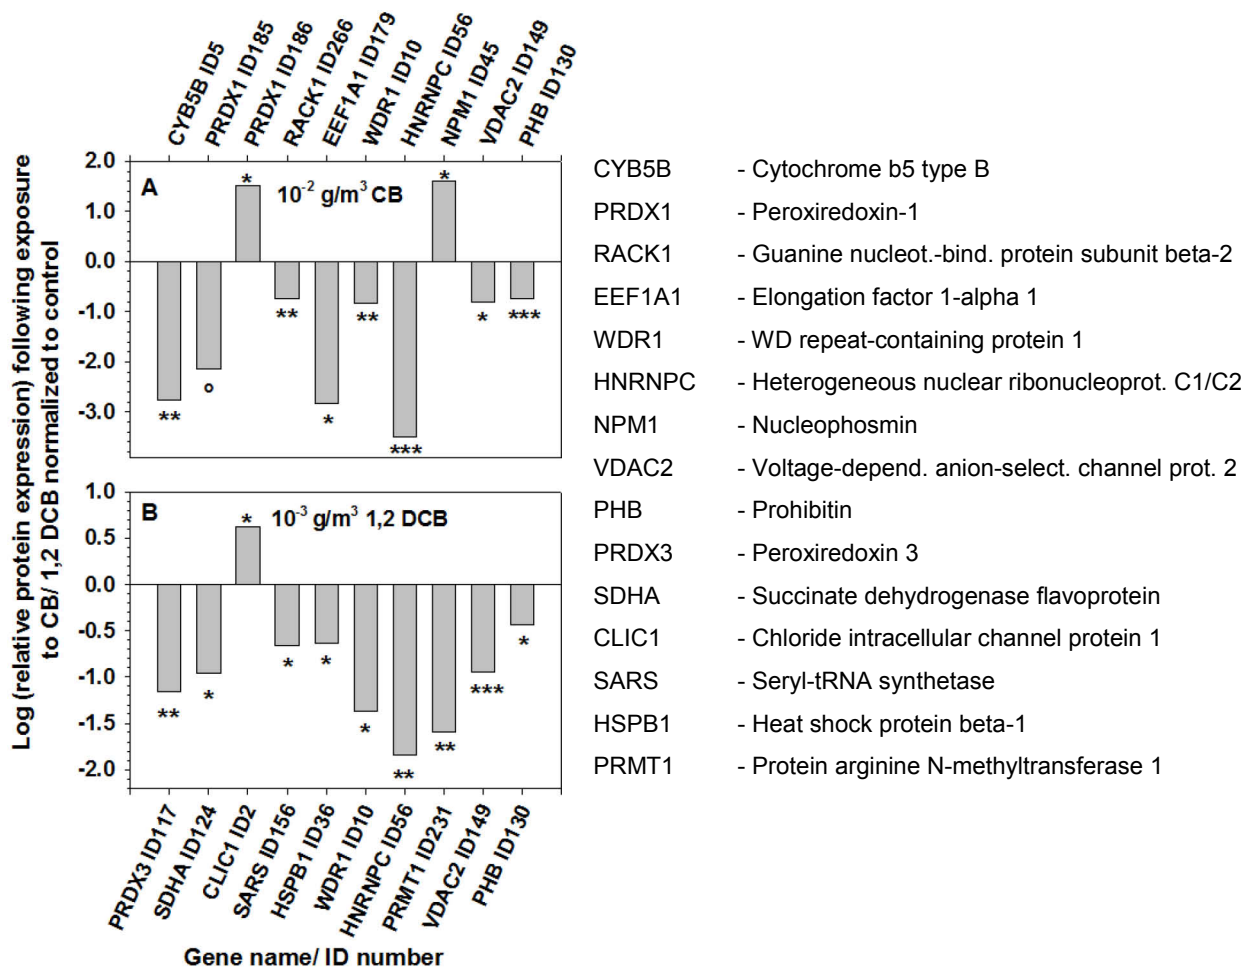 CYB5B ID5
PRDX1 ID185
PRDX1 ID186
RACK1 ID266
EEF1A1 ID179
WDR1 ID10
HNRNPC ID56
NPM1 ID45
VDAC2 ID149
PHB ID130
Log (relative protein expression) following exposure
to CB/ 1,2 DCB normalized to control
A
10⁻² g/m³ CB
2.0
1.0
0.0
-1.0
-2.0
-3.0
** ° * ** * ** *** * * ***
B
10⁻³ g/m³ 1,2 DCB
1.0
0.5
0.0
-0.5
-1.0
-1.5
-2.0
** * * * * * ** ** *** *
PRDX3 ID117
SDHA ID124
CLIC1 ID2
SARS ID156
HSPB1 ID36
WDR1 ID10
HNRNPC ID56
PRMT1 ID231
VDAC2 ID149
PHB ID130
Gene name/ ID number
CYB5B - Cytochrome b5 type B
PRDX1 - Peroxiredoxin-1
RACK1 - Guanine nucleot.-bind. protein subunit beta-2
EEF1A1 - Elongation factor 1-alpha 1
WDR1 - WD repeat-containing protein 1
HNRNPC - Heterogeneous nuclear ribonucleoprot. C1/C2
NPM1 - Nucleophosmin
VDAC2 - Voltage-depend. anion-select. channel prot. 2
PHB - Prohibitin
PRDX3 - Peroxiredoxin 3
SDHA - Succinate dehydrogenase flavoprotein
CLIC1 - Chloride intracellular channel protein 1
SARS - Seryl-tRNA synthetase
HSPB1 - Heat shock protein beta-1
PRMT1 - Protein arginine N-methyltransferase 1